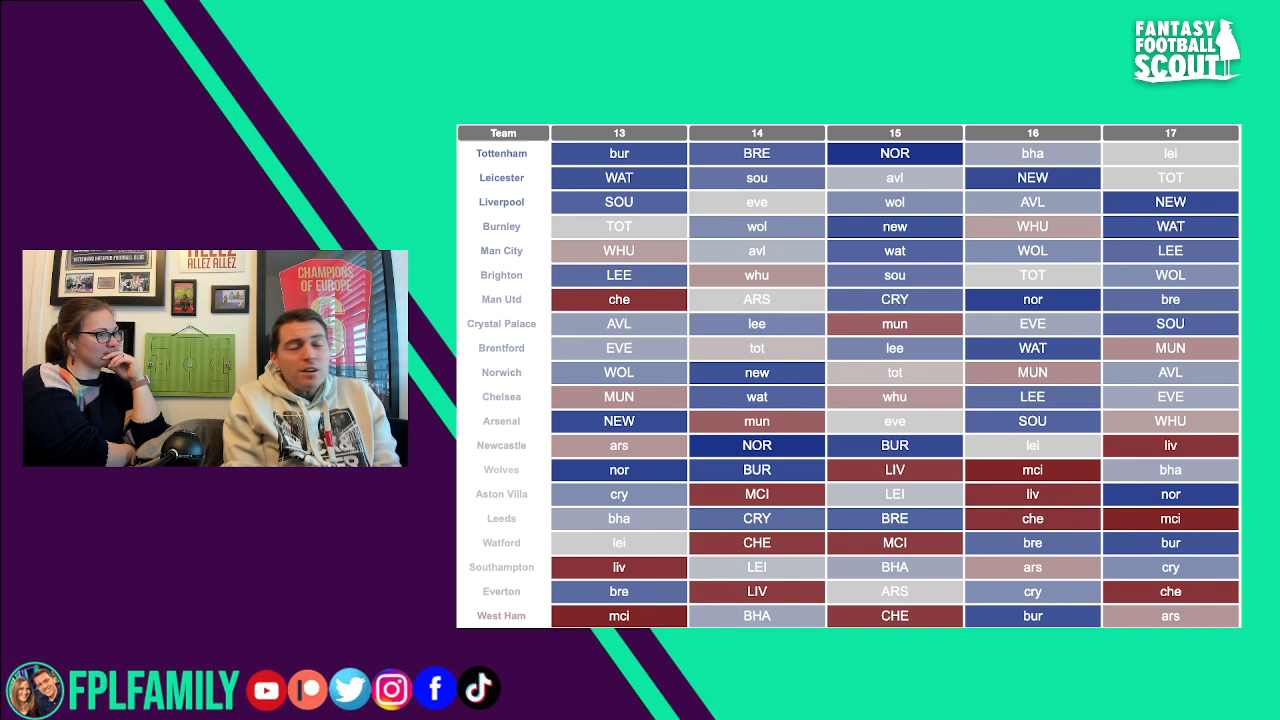 FANTASY
FOOTBALL
SCOUT
Team 13 14 15 16 17
Tottenham bur BRE NOR bha lei
Leicester WAT sou avl NEW TOT
Liverpool SOU eve wol AVL NEW
Burnley TOT wol new WHU WAT
Man City WHU avl wat WOL LEE
Brighton LEE whu sou TOT WOL
Man Utd che ARS CRY nor bre
Crystal Palace AVL lee mun EVE SOU
Brentford EVE tot lee WAT MUN
Norwich WOL new tot MUN AVL
Chelsea MUN wat whu LEE EVE
Arsenal NEW mun eve SOU WHU
Newcastle ars NOR BUR lei liv
Wolves nor BUR LIV mci bha
Aston Villa cry MCI LEI liv nor
Leeds bha CRY BRE che mci
Watford lei CHE MCI bre bur
Southampton liv LEI BHA ars cry
Everton bre LIV ARS cry che
West Ham mci BHA CHE bur ars
TOTTENHAM HOTSPUR FOOTBALL CLUB
ALLEZ
ALLEZ ALLEZ
CHAMPIONS
OF EUROPE
FPLFAMILY